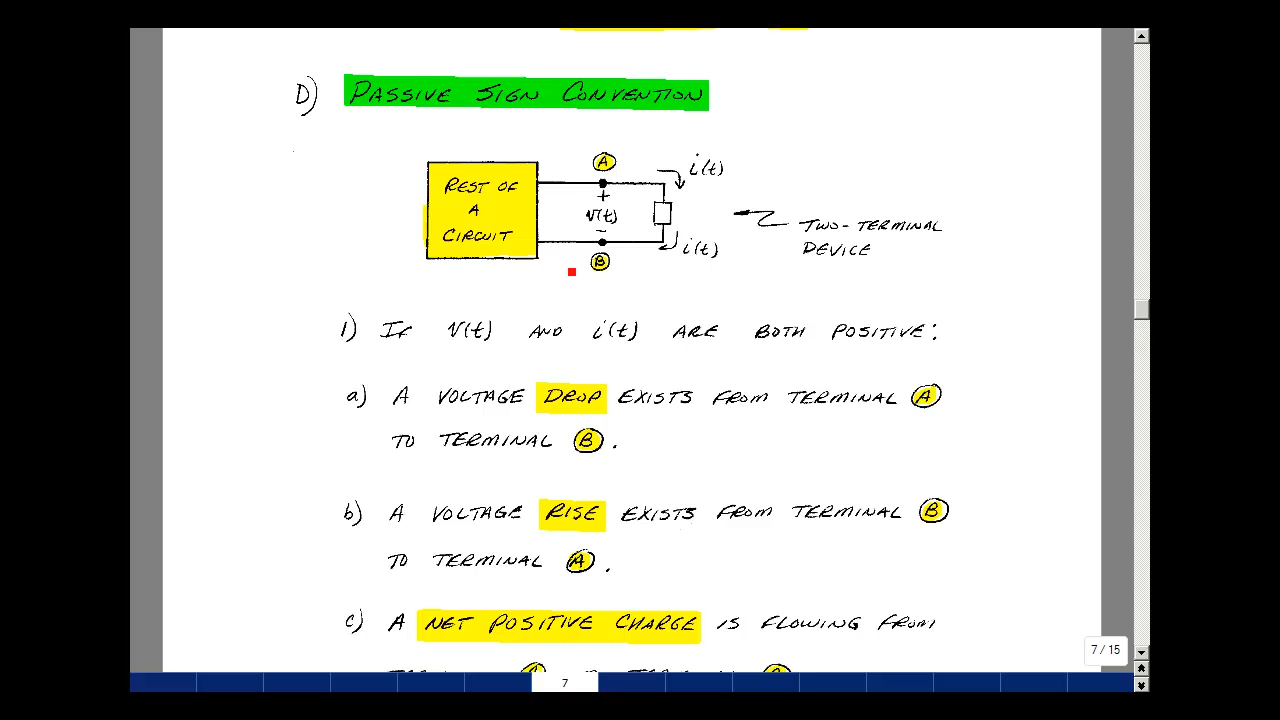 D) PASSIVE SIGN CONVENTION
A
i(t)
REST OF
A
CIRCUIT
+
v(t)
-
TWO-TERMINAL
DEVICE
i(t)
B
1) IF v(t) AND i(t) ARE BOTH POSITIVE:
a) A VOLTAGE DROP EXISTS FROM TERMINAL A
TO TERMINAL B.
b) A VOLTAGE RISE EXISTS FROM TERMINAL B
TO TERMINAL A.
c) A NET POSITIVE CHARGE IS FLOWING FROM
7 / 15
7